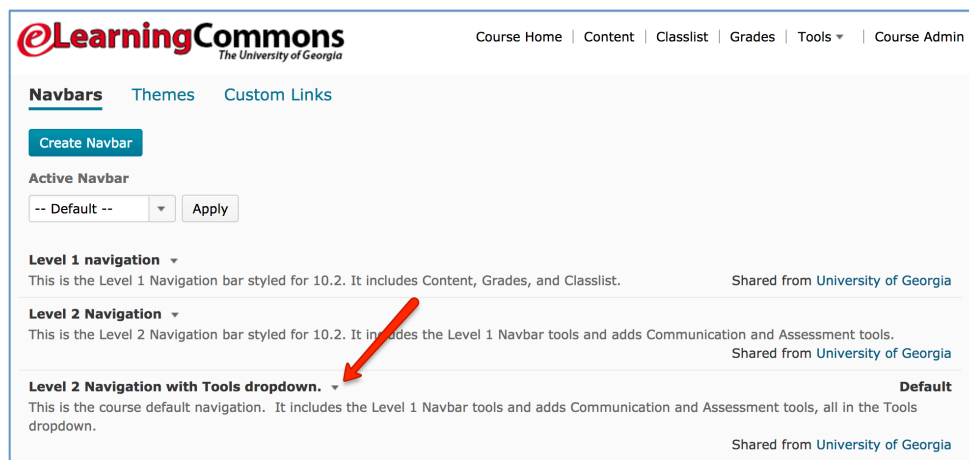 eLearningCommons
The University of Georgia
Course Home | Content | Classlist | Grades | Tools | Course Admin
Navbars Themes Custom Links
Create Navbar
Active Navbar
-- Default -- Apply
Level 1 navigation
This is the Level 1 Navigation bar styled for 10.2. It includes Content, Grades, and Classlist. Shared from University of Georgia
Level 2 Navigation
This is the Level 2 Navigation bar styled for 10.2. It includes the Level 1 Navbar tools and adds Communication and Assessment tools.
Shared from University of Georgia
Level 2 Navigation with Tools dropdown. Default
This is the course default navigation. It includes the Level 1 Navbar tools and adds Communication and Assessment tools, all in the Tools
dropdown.
Shared from University of Georgia